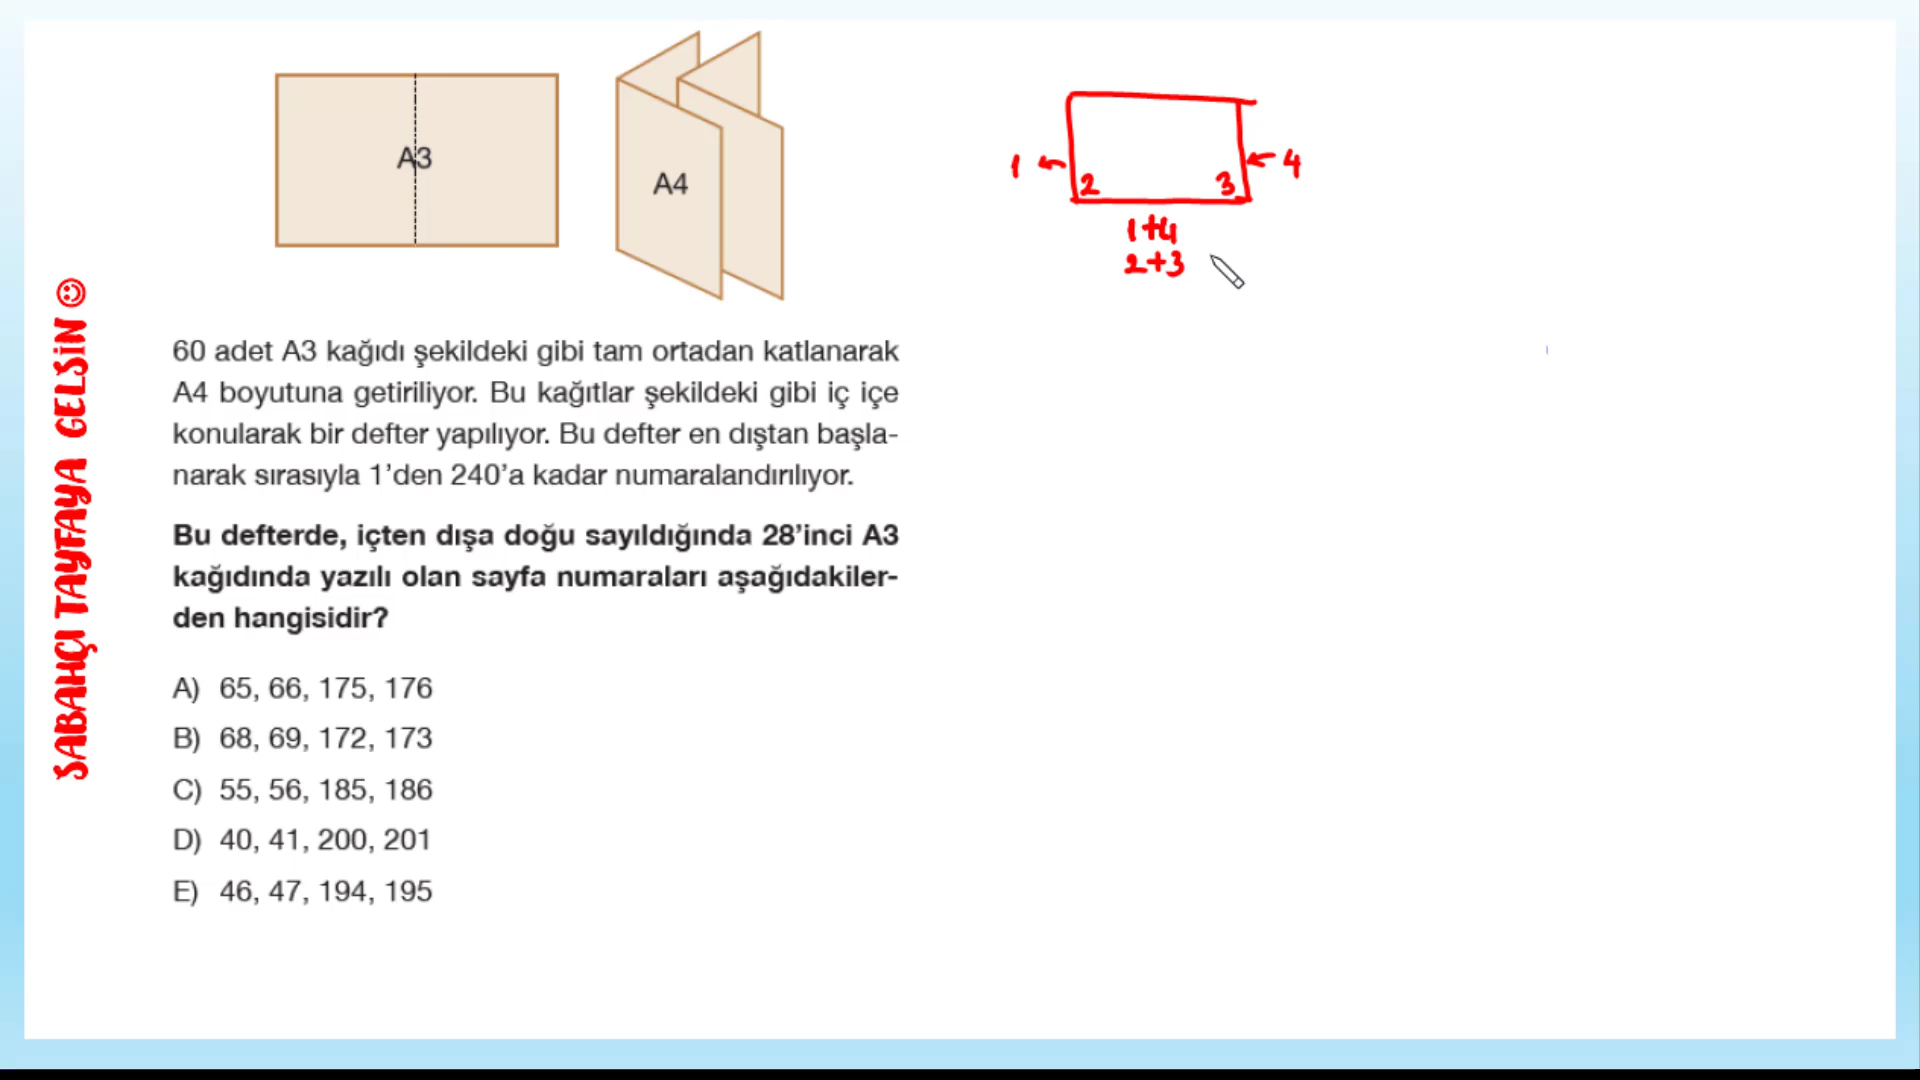 A3
A4
1 2 3 4
1+4
2+3
SABAHÇI TAYFAYA GELSİN ☺
60 adet A3 kağıdı şekildeki gibi tam ortadan katlanarak
A4 boyutuna getiriliyor. Bu kağıtlar şekildeki gibi iç içe
konularak bir defter yapılıyor. Bu defter en dıştan başla-
narak sırasıyla 1’den 240’a kadar numaralandırılıyor.
Bu defterde, içten dışa doğu sayıldığında 28’inci A3
kağıdında yazılı olan sayfa numaraları aşağıdakiler-
den hangisidir?
A) 65, 66, 175, 176
B) 68, 69, 172, 173
C) 55, 56, 185, 186
D) 40, 41, 200, 201
E) 46, 47, 194, 195